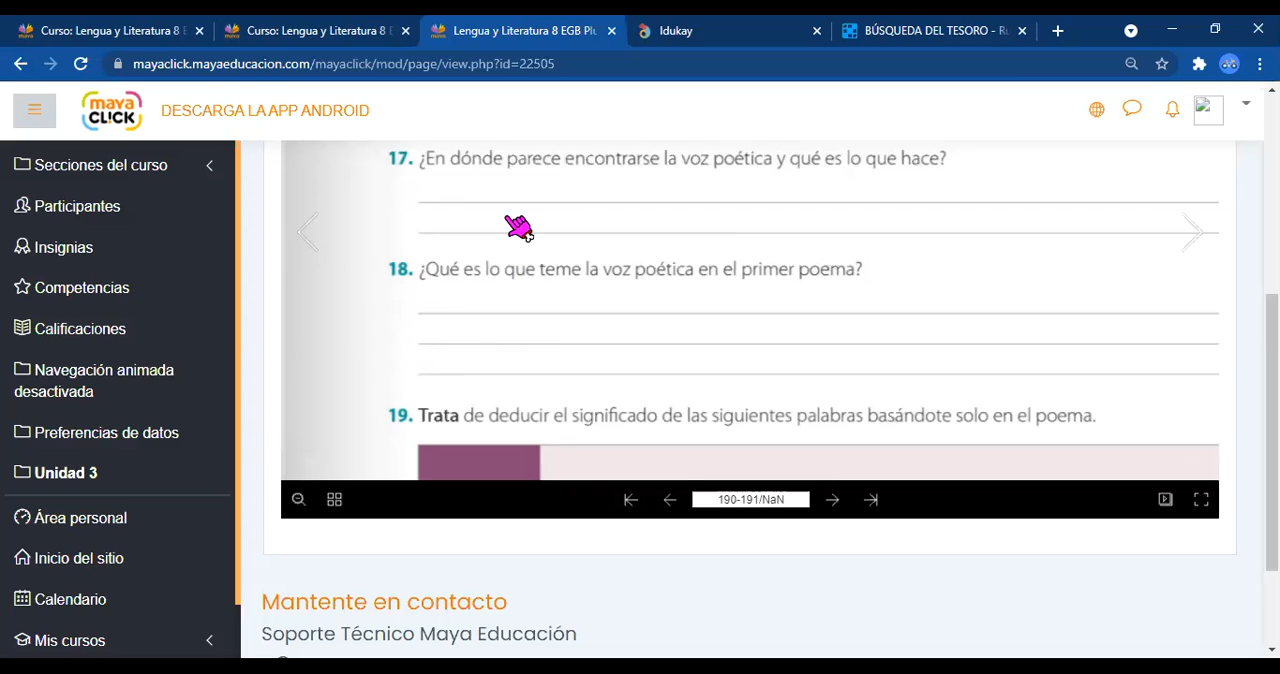 Curso: Lengua y Literatura 8 E
Curso: Lengua y Literatura 8 E
Lengua y Literatura 8 EGB Plu
Idukay
BÚSQUEDA DEL TESORO - Ru
mayaclick.mayaeducacion.com/mayaclick/mod/page/view.php?id=22505
maya CL!CK
DESCARGA LA APP ANDROID
Secciones del curso
Participantes
Insignias
Competencias
Calificaciones
Navegación animada
desactivada
Preferencias de datos
Unidad 3
Área personal
Inicio del sitio
Calendario
Mis cursos
17. ¿En dónde parece encontrarse la voz poética y qué es lo que hace?
18. ¿Qué es lo que teme la voz poética en el primer poema?
19. Trata de deducir el significado de las siguientes palabras basándote solo en el poema.
190-191/NaN
Mantente en contacto
Soporte Técnico Maya Educación